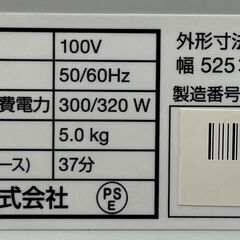 100V
50/60Hz
費電力 300/320 W
5.0 kg
ース) 37分
式会社 PSE
外形寸法
幅 525
製造番号